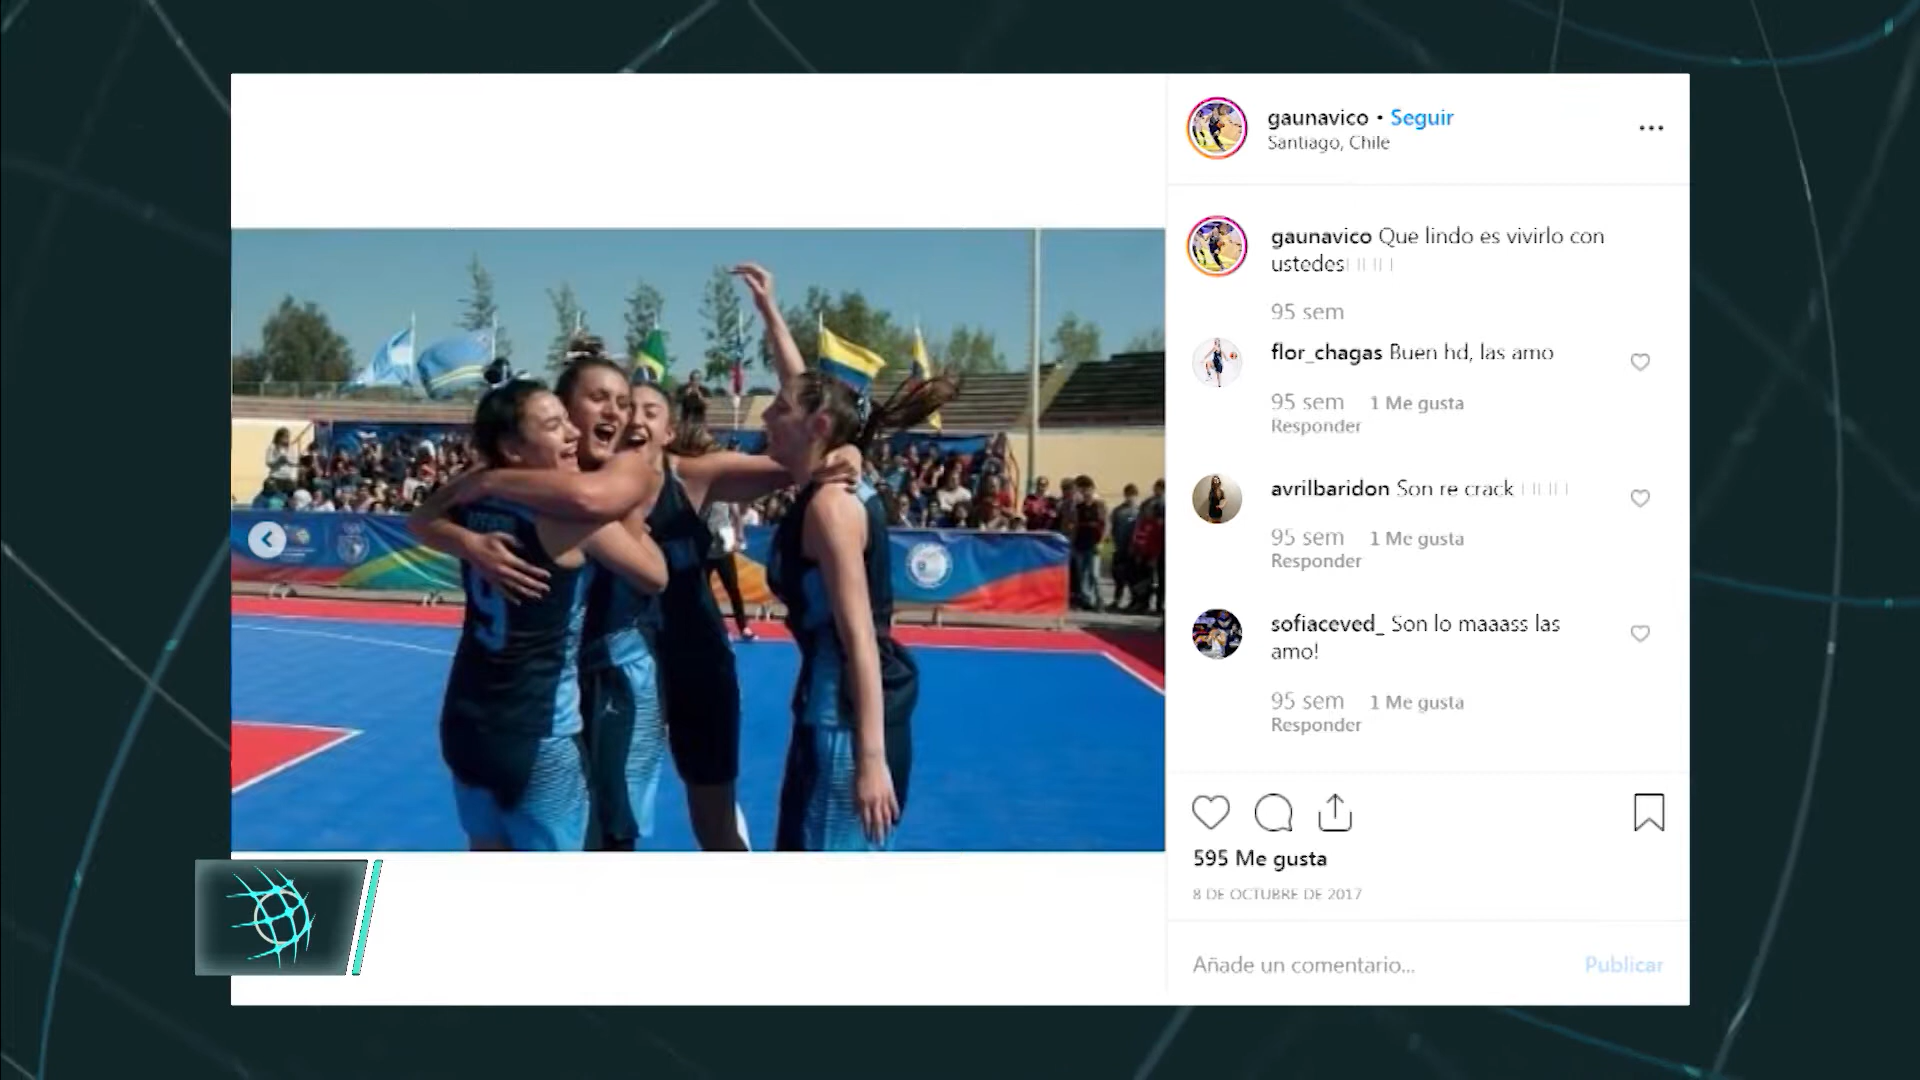 gaunavico • Seguir
Santiago, Chile
gaunavico Que lindo es vivirlo con
ustedes
95 sem
flor_chagas Buen hd, las amo
95 sem 1 Me gusta
Responder
avrilbaridon Son re crack
95 sem 1 Me gusta
Responder
sofiaceved_ Son lo maaass las
amo!
95 sem 1 Me gusta
Responder
595 Me gusta
8 DE OCTUBRE DE 2017
Añade un comentario...
Publicar
9